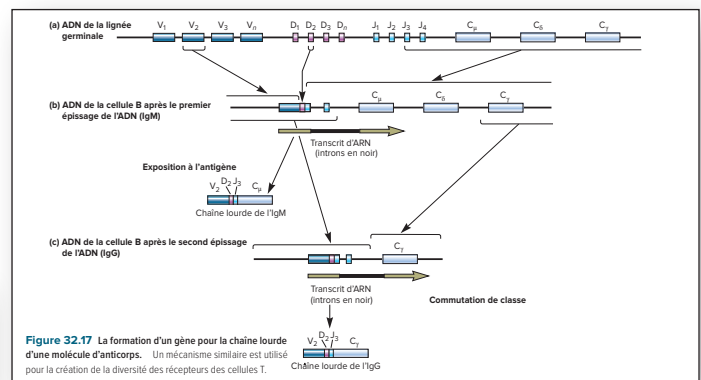 (a) ADN de la lignée
germinale
V1 V2 V3 Vn D1 D2 D3 Dn J1 J2 J3 J4 Cμ Cδ Cγ
(b) ADN de la cellule B après le premier
épissage de l'ADN (IgM)
Cμ Cδ Cγ
Transcrit d'ARN
(introns en noir)
Exposition à l'antigène
V2 D2 J3 Cμ
Chaîne lourde de l'IgM
(c) ADN de la cellule B après le second épissage
de l'ADN (IgG)
Cγ
Transcrit d'ARN
(introns en noir)
Commutation de classe
V2 D2 J3 Cγ
Chaîne lourde de l'IgG
Figure 32.17 La formation d'un gène pour la chaîne lourde
d'une molécule d'anticorps. Un mécanisme similaire est utilisé
pour la création de la diversité des récepteurs des cellules T.